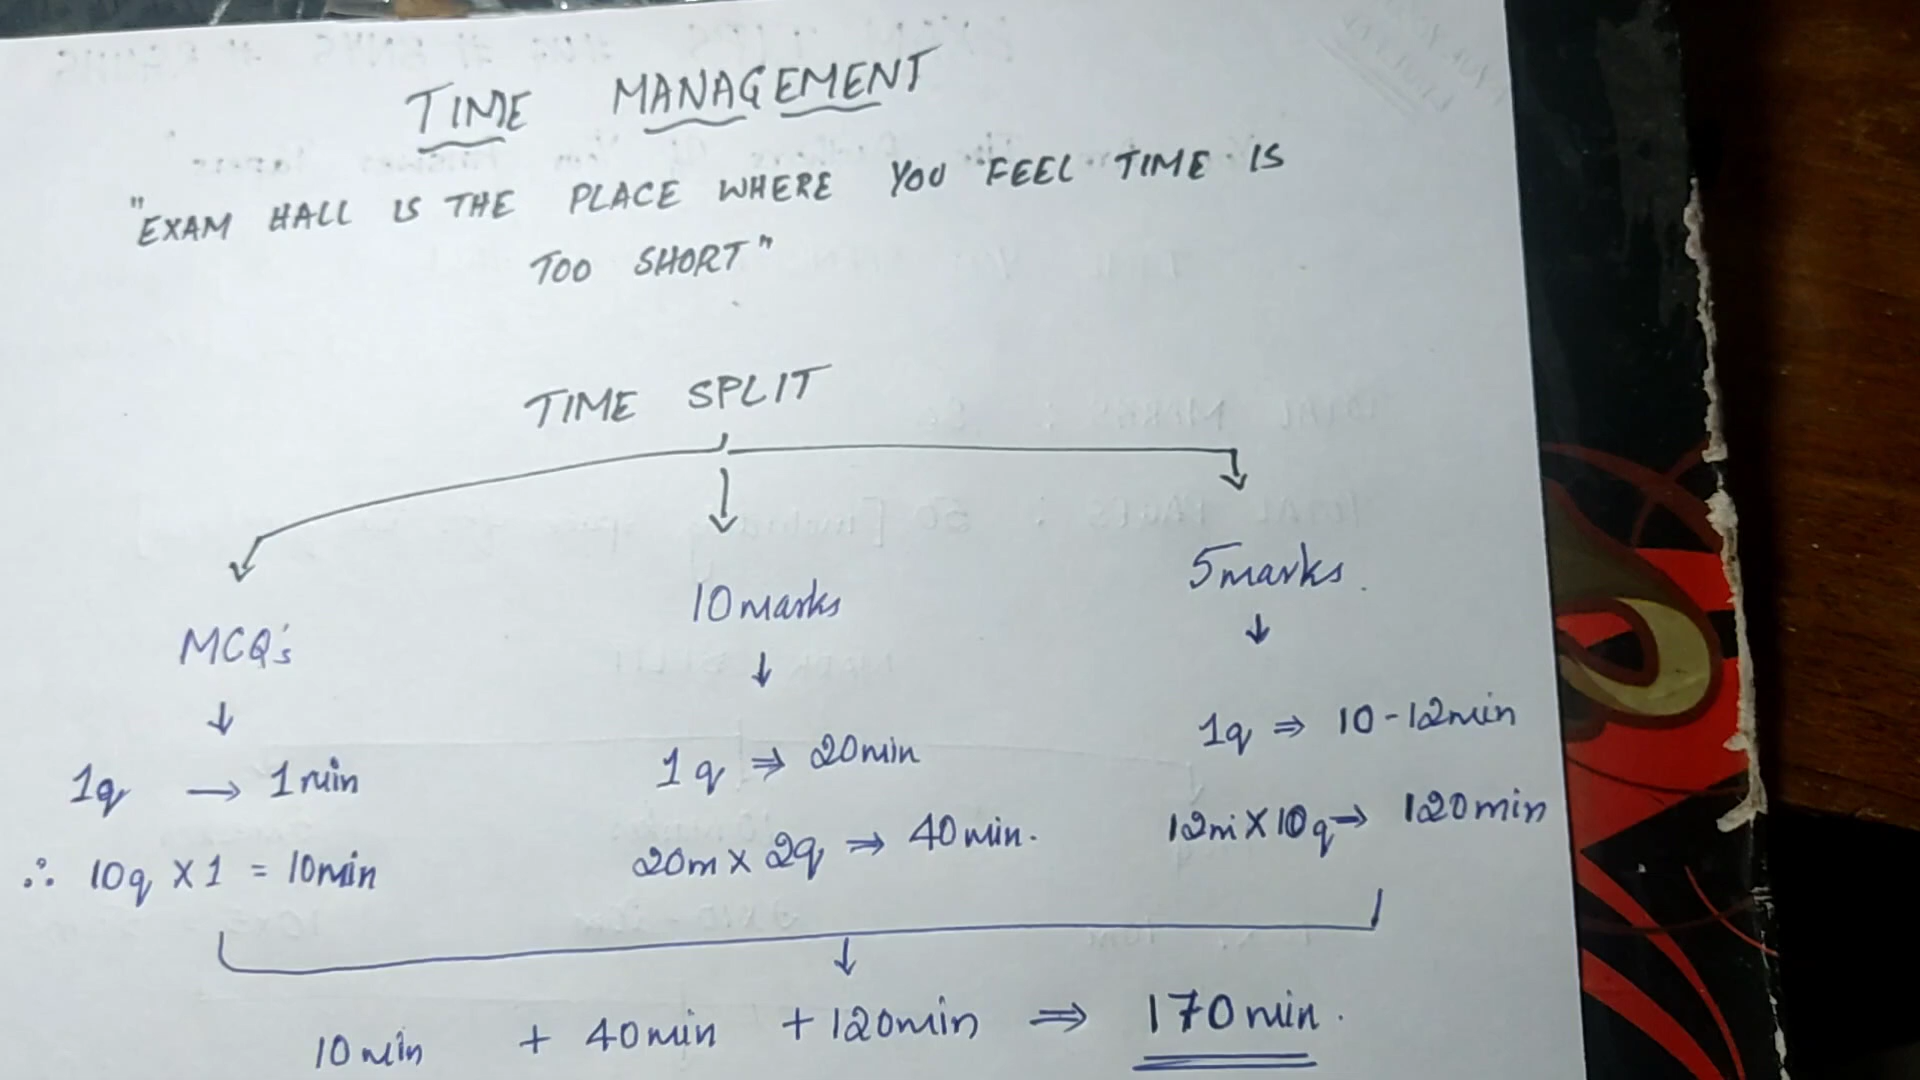 TIME MANAGEMENT
"EXAM HALL IS THE PLACE WHERE YOU FEEL TIME IS
TOO SHORT"
TIME SPLIT
MCQ's
1q → 1min
∴ 10q X 1 = 10min
10marks
1q ⇒ 20min
20m x 2q ⇒ 40min.
5marks.
1q ⇒ 10-12min
12m X 10q → 120min
10min + 40min + 120min ⇒ 170min.